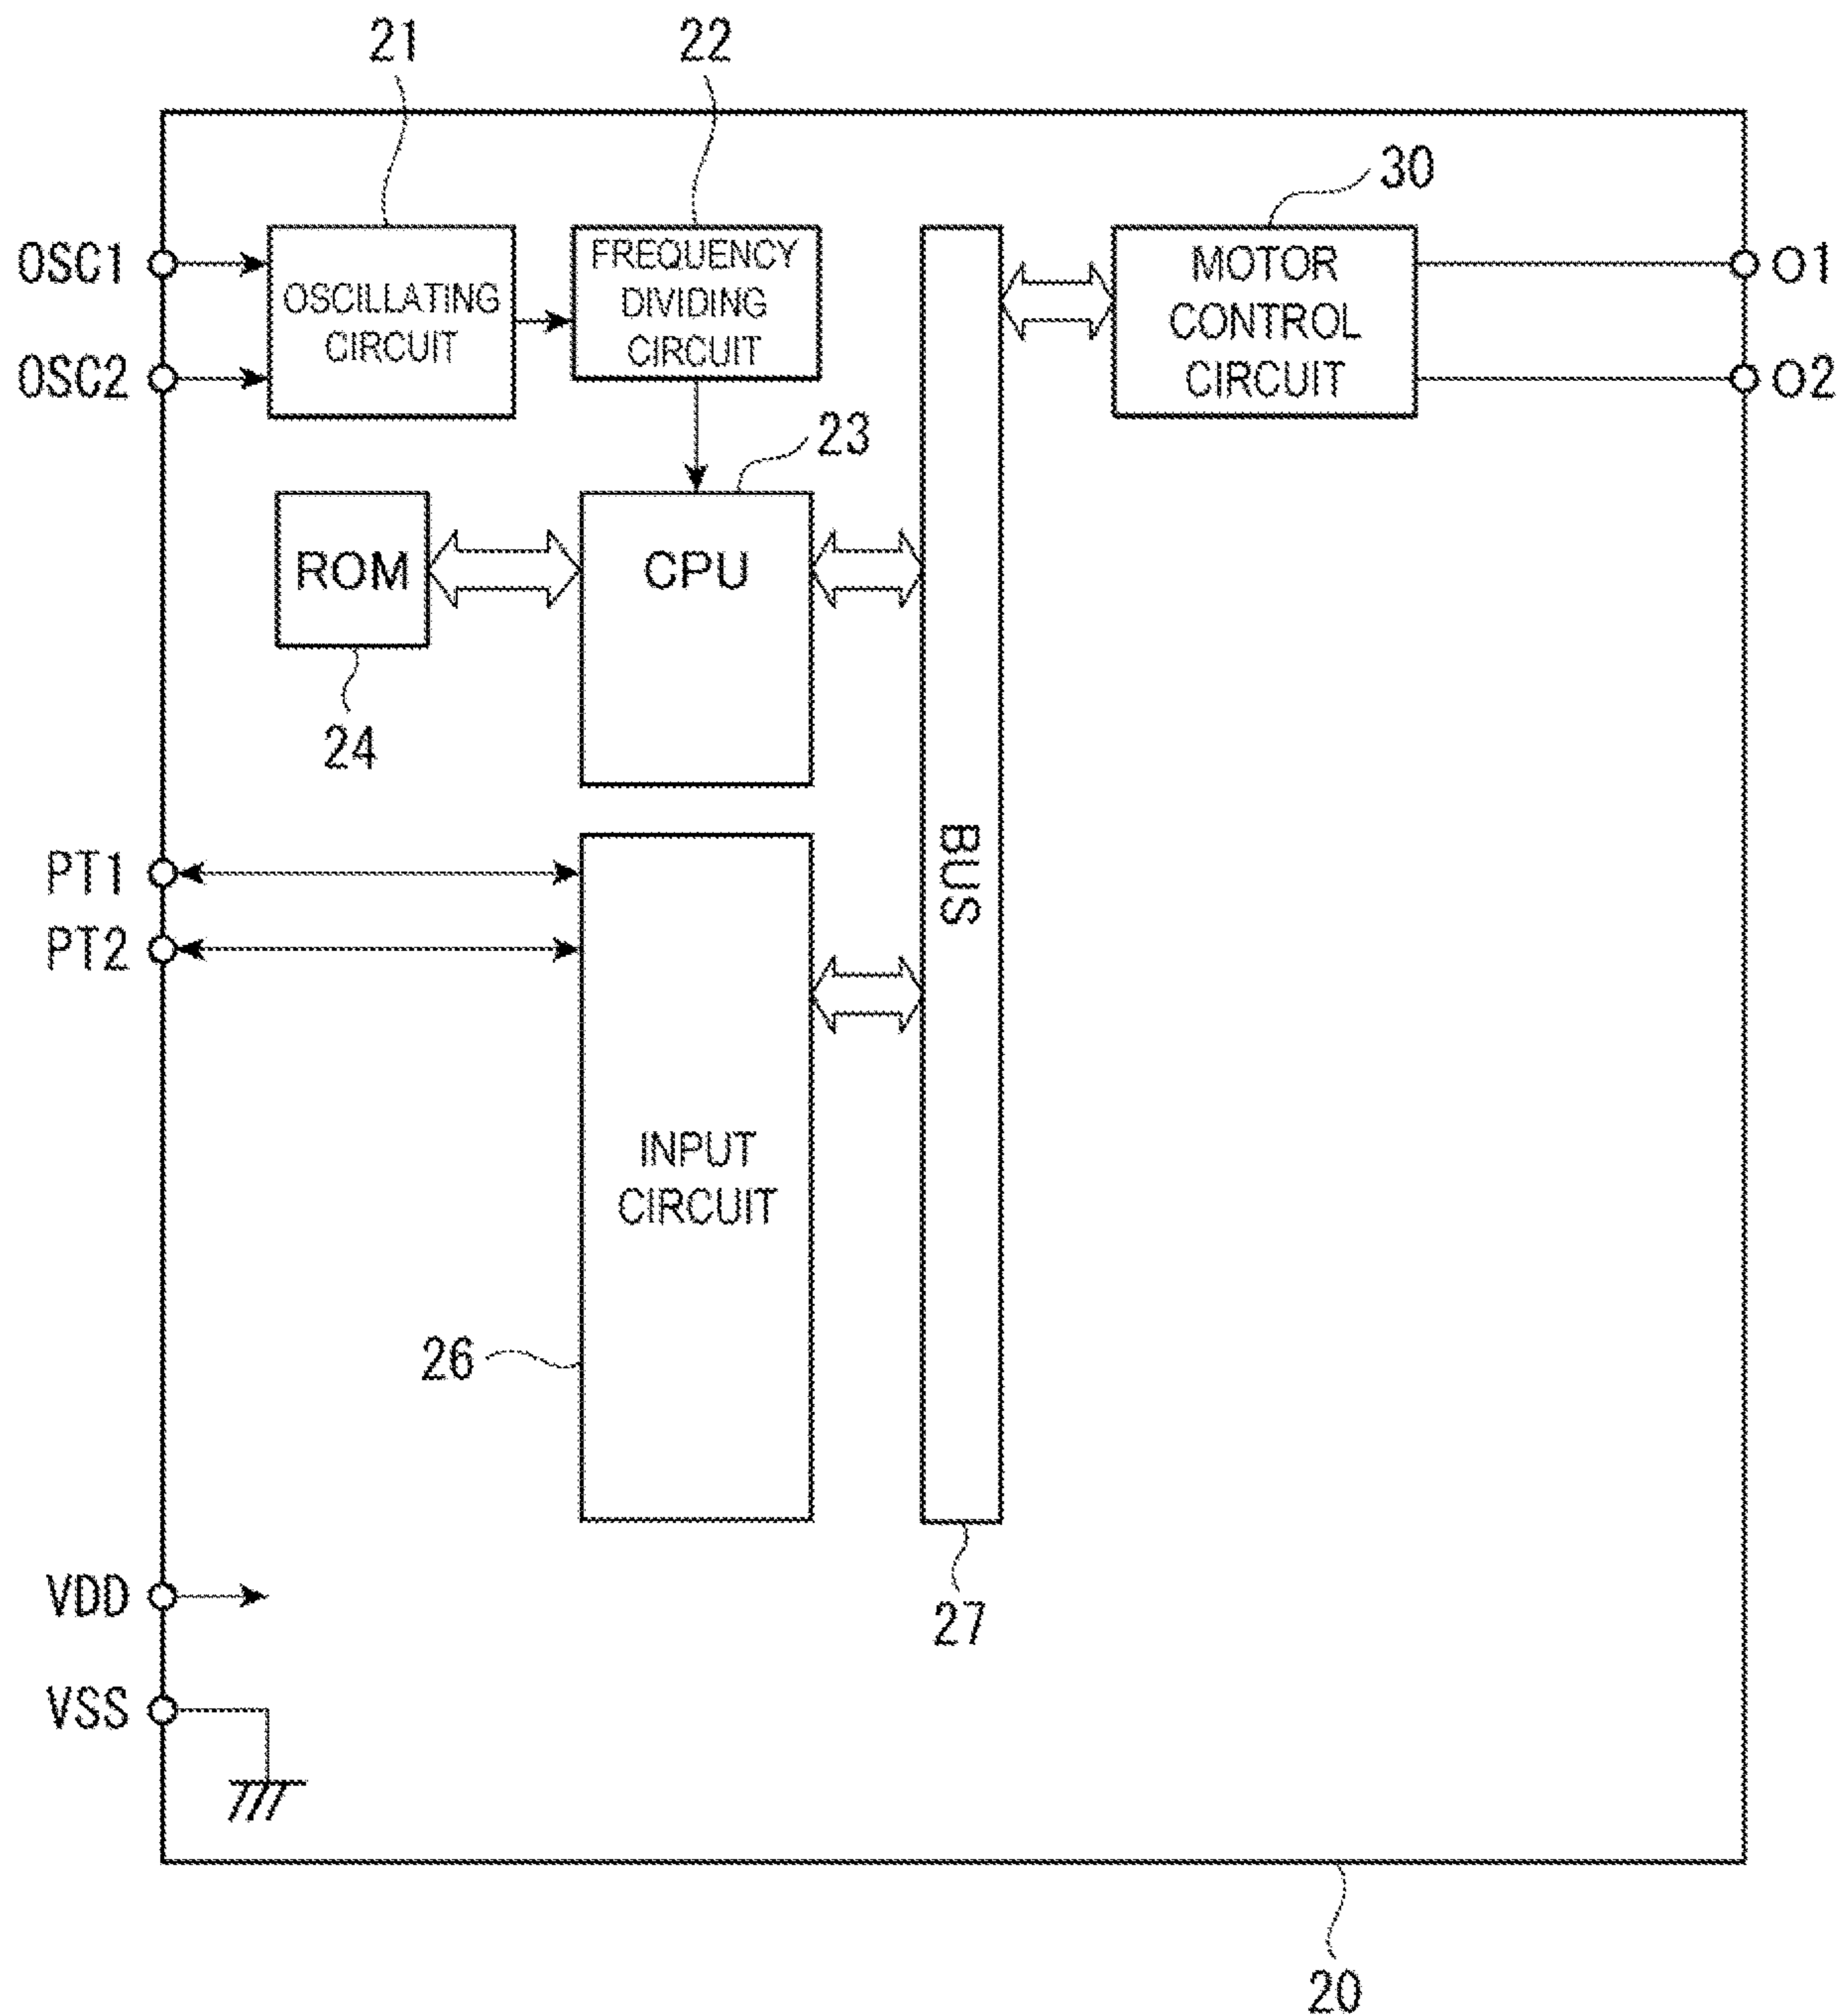 21
22
30
OSC1
OSC2
OSCILLATING
CIRCUIT
FREQUENCY
DIVIDING
CIRCUIT
MOTOR
CONTROL
CIRCUIT
O1
O2
23
ROM
CPU
24
PT1
PT2
BUS
INPUT
CIRCUIT
26
VDD
27
VSS
20